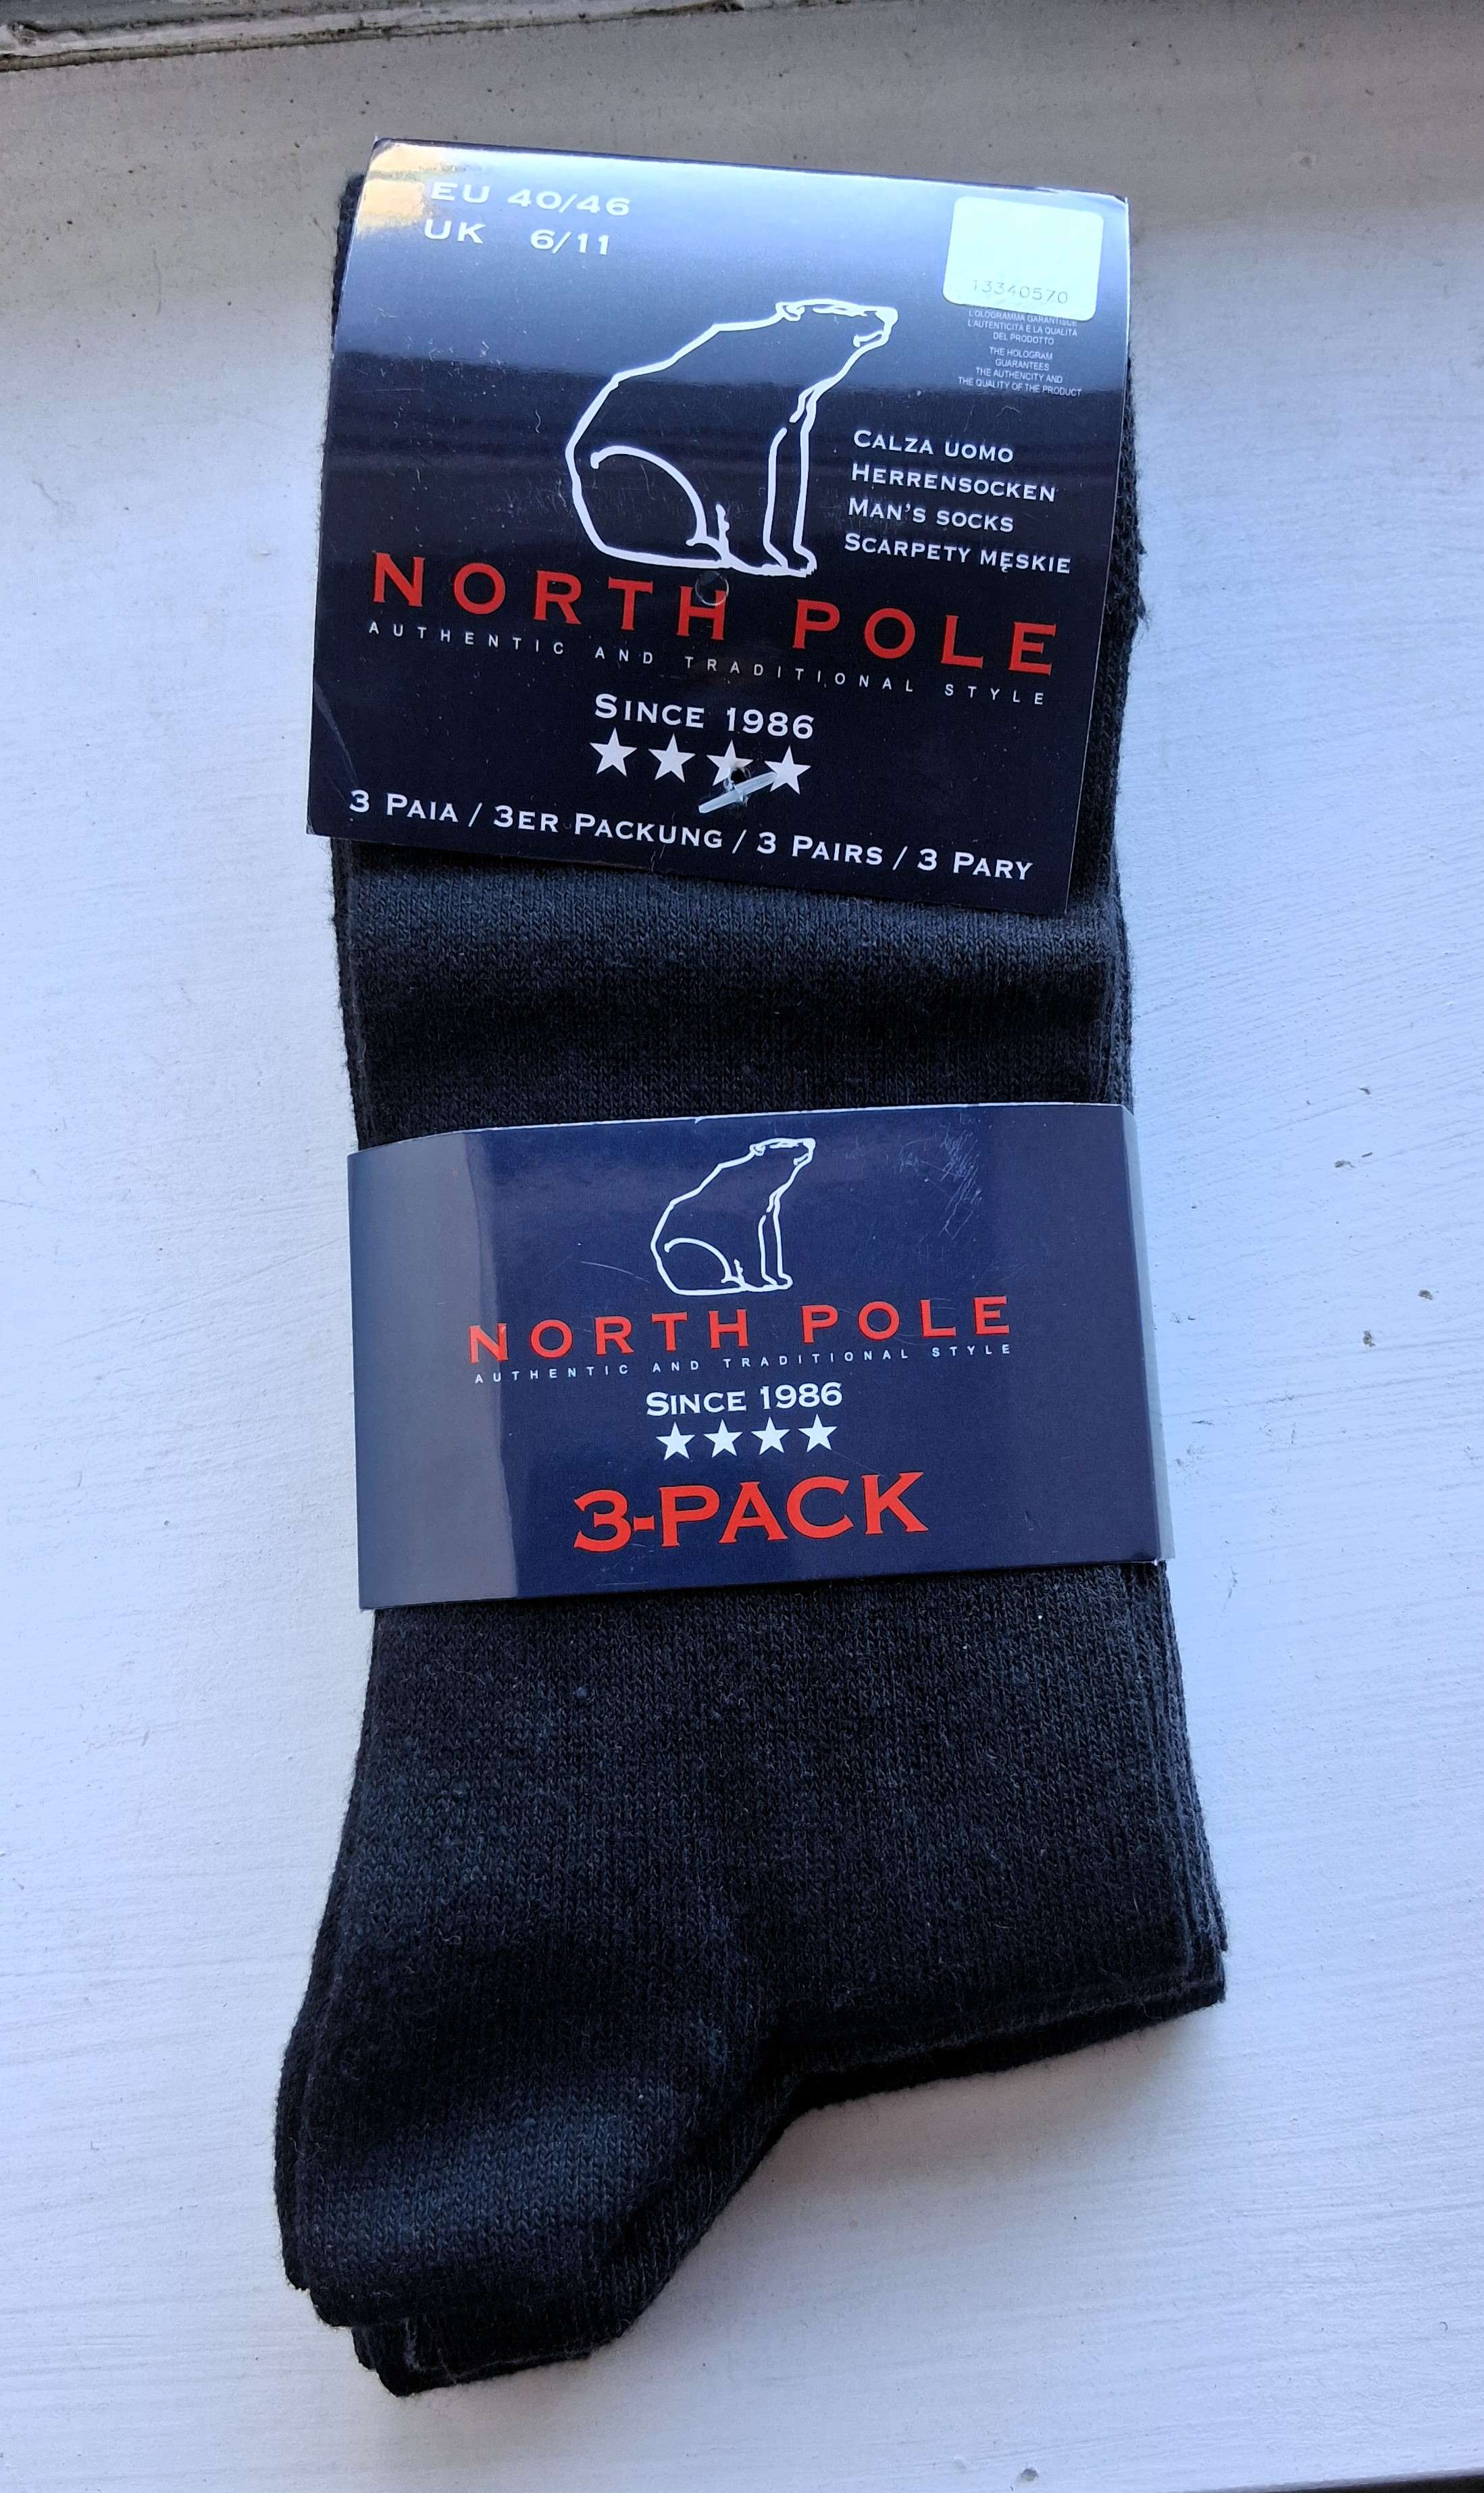 EU 40/46
UK 6/11
13340570
L'OLOGRAMMA GARANTISCE
L'AUTENTICITÀ E LA QUALITÀ
DEL PRODOTTO
THE HOLOGRAM
GUARANTEES
THE AUTHENCITY AND
THE QUALITY OF THE PRODUCT
CALZA UOMO
HERRENSOCKEN
MAN'S SOCKS
SCARPETY MĘSKIE
NORTH POLE
AUTHENTIC AND TRADITIONAL STYLE
SINCE 1986
3 PAIA / 3ER PACKUNG / 3 PAIRS / 3 PARY
NORTH POLE
AUTHENTIC AND TRADITIONAL STYLE
SINCE 1986
3-PACK